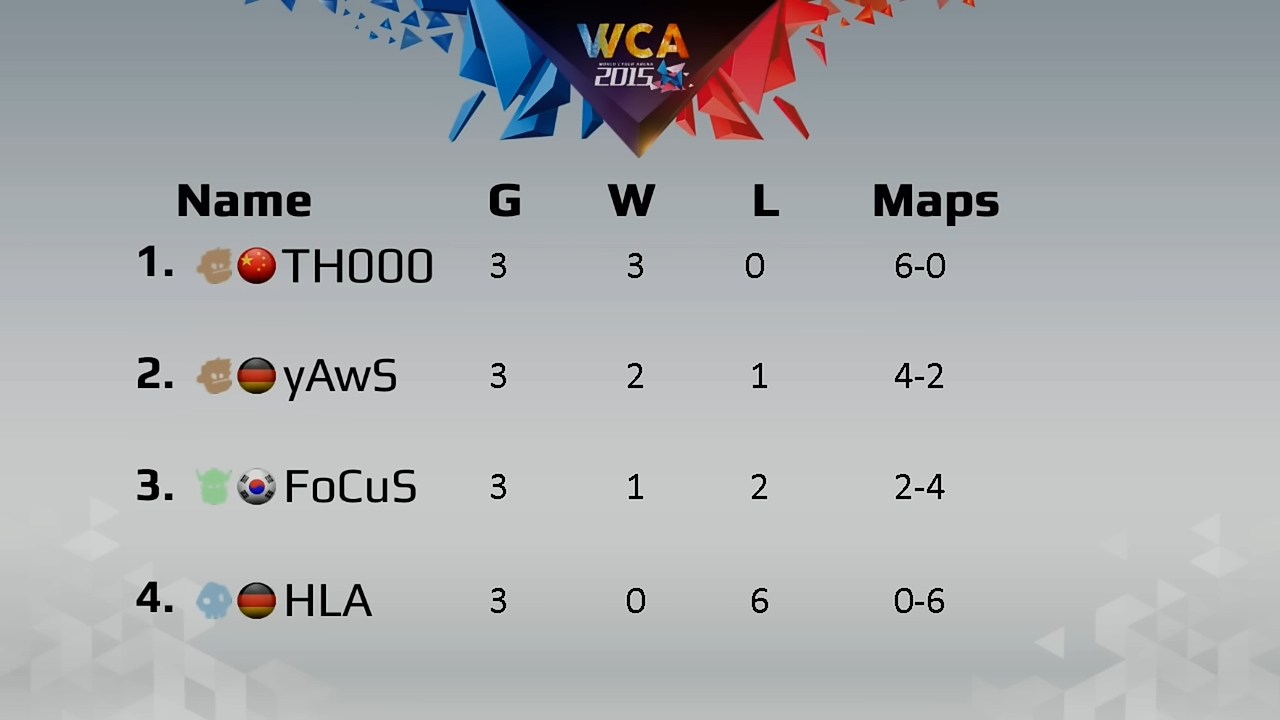 WCA
WORLD CYBER ARENA
2015
Name G W L Maps
1. TH000 3 3 0 6-0
2. yAwS 3 2 1 4-2
3. FoCuS 3 1 2 2-4
4. HLA 3 0 6 0-6